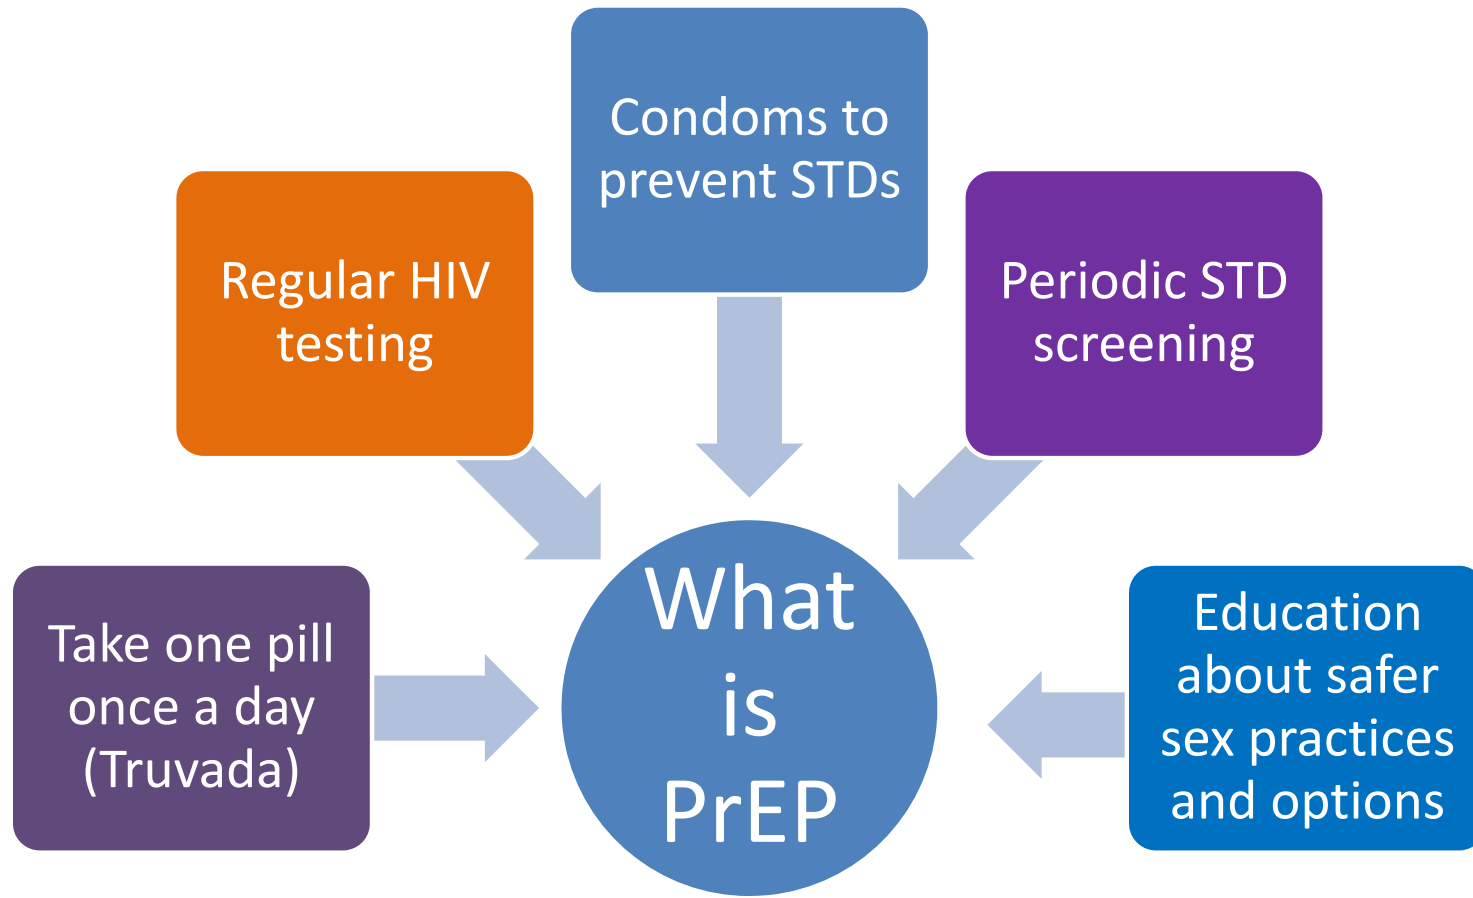 Condoms to
prevent STDs
Regular HIV
testing
Periodic STD
screening
Take one pill
once a day
(Truvada)
What
is
PrEP
Education
about safer
sex practices
and options